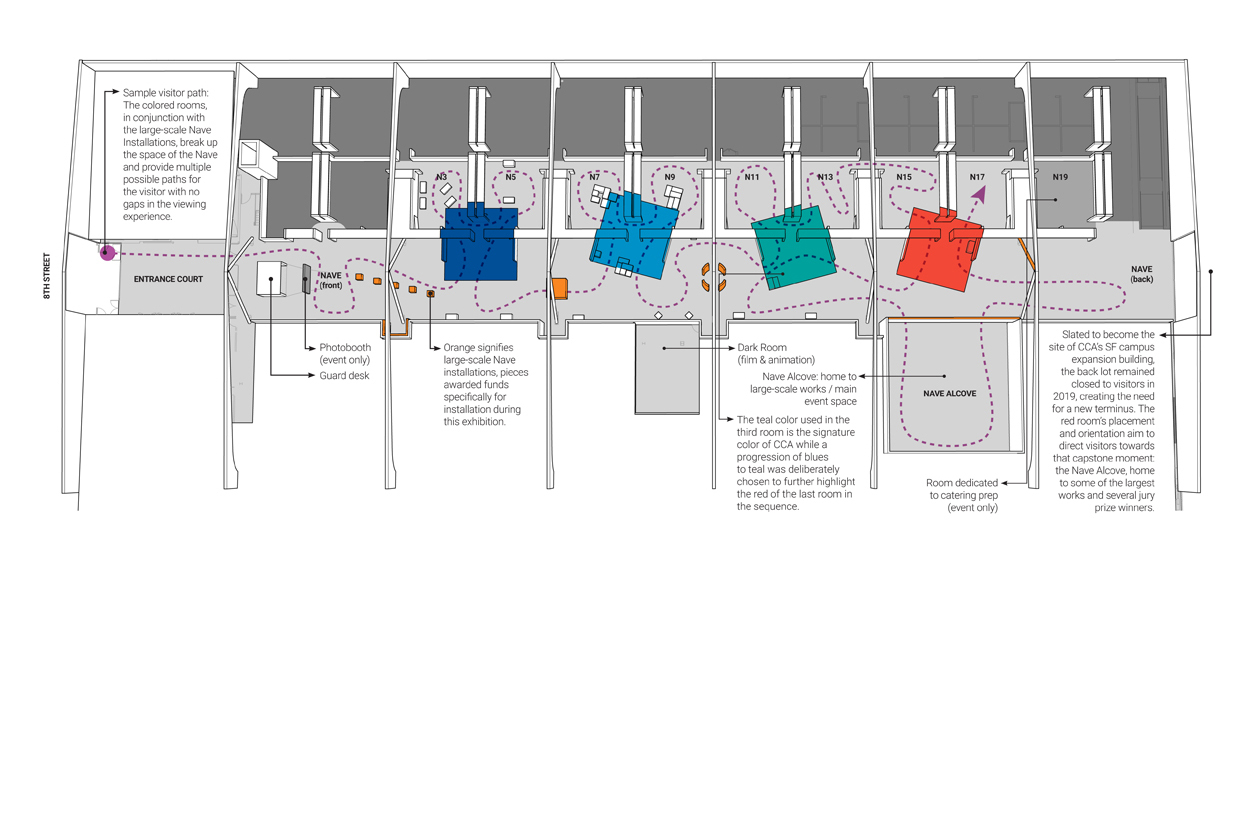 Sample visitor path:
The colored rooms,
in conjunction with
the large-scale Nave
Installations, break up
the space of the Nave
and provide multiple
possible paths for
the visitor with no
gaps in the viewing
experience.
8TH STREET
ENTRANCE COURT
NAVE
(front)
N3
N5
N7
N9
N11
N13
N15
N17
N19
NAVE
(back)
Photobooth
(event only)
Guard desk
Orange signifies
large-scale Nave
installations, pieces
awarded funds
specifically for
installation during
this exhibition.
Dark Room
(film & animation)
Nave Alcove: home to
large-scale works / main
event space
The teal color used in the
third room is the signature
color of CCA while a
progression of blues
to teal was deliberately
chosen to further highlight
the red of the last room in
the sequence.
NAVE ALCOVE
Room dedicated
to catering prep
(event only)
Slated to become the
site of CCA's SF campus
expansion building,
the back lot remained
closed to visitors in
2019, creating the need
for a new terminus. The
red room's placement
and orientation aim to
direct visitors towards
that capstone moment:
the Nave Alcove, home
to some of the largest
works and several jury
prize winners.